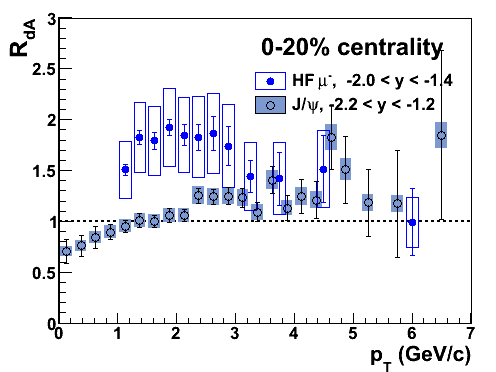 R_dA
3
2.5
2
1.5
1
0.5
0
0-20% centrality
HF μ⁻, -2.0 < y < -1.4
J/ψ, -2.2 < y < -1.2
0 1 2 3 4 5 6 7
p_T (GeV/c)